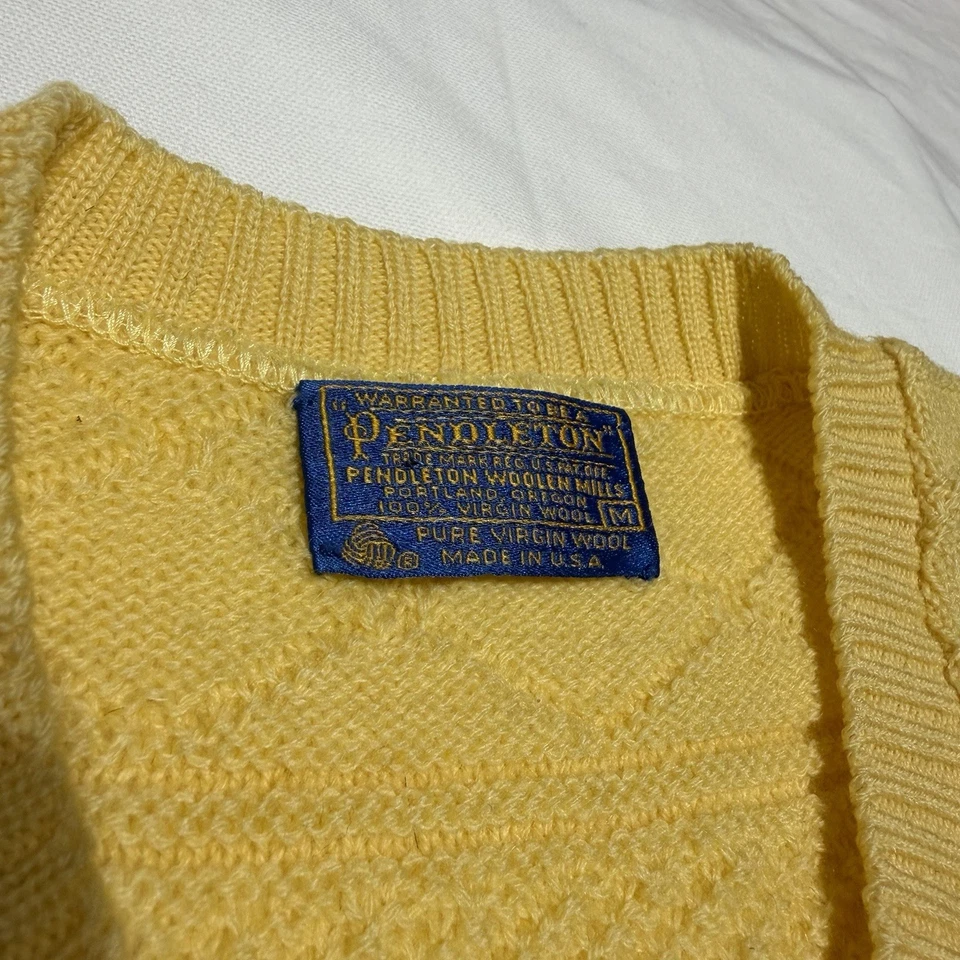 WARRANTED TO BE A
"PENDLETON"
TRADE MARK REG. U.S. PAT. OFF.
PENDLETON WOOLEN MILLS
PORTLAND, OREGON
100% VIRGIN WOOL M
PURE VIRGIN WOOL
® MADE IN U.S.A.